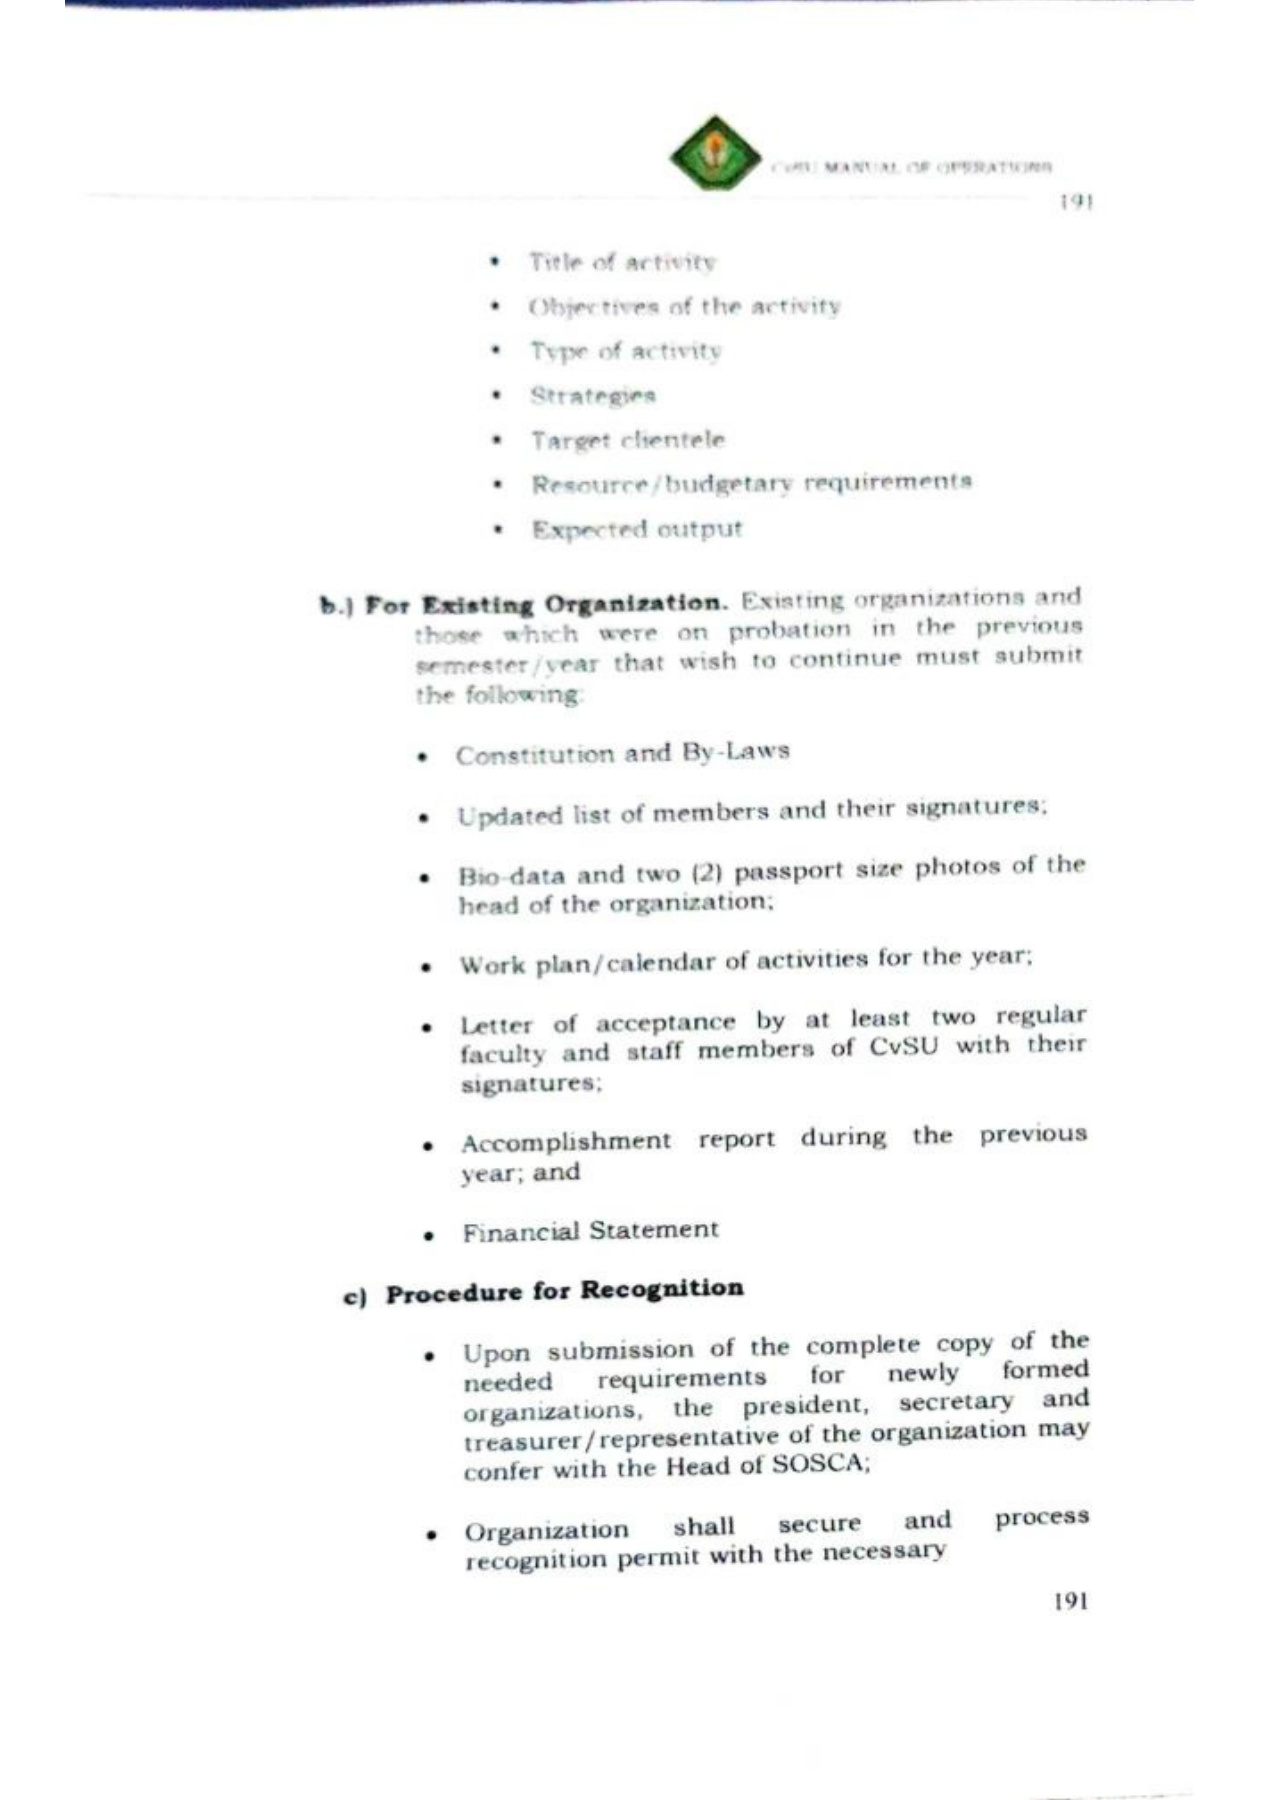 CvSU MANUAL OF OPERATIONS
191
• Title of activity
• Objectives of the activity
• Type of activity
• Strategies
• Target clientele
• Resource/budgetary requirements
• Expected output
b.) For Existing Organization. Existing organizations and
those which were on probation in the previous
semester/year that wish to continue must submit
the following:
• Constitution and By-Laws
• Updated list of members and their signatures;
• Bio-data and two (2) passport size photos of the
head of the organization;
• Work plan/calendar of activities for the year;
• Letter of acceptance by at least two regular
faculty and staff members of CvSU with their
signatures;
• Accomplishment report during the previous
year; and
• Financial Statement
c) Procedure for Recognition
• Upon submission of the complete copy of the
needed requirements for newly formed
organizations, the president, secretary and
treasurer/representative of the organization may
confer with the Head of SOSCA;
• Organization shall secure and process
recognition permit with the necessary
191